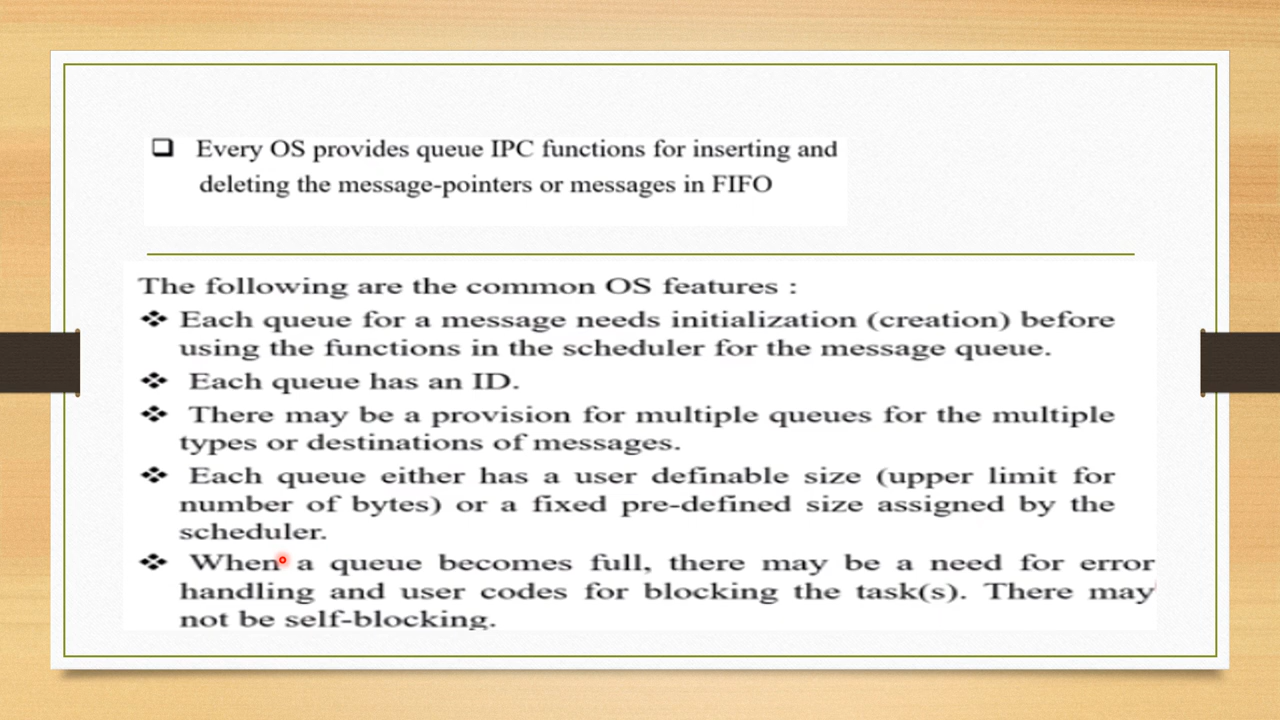 ❑ Every OS provides queue IPC functions for inserting and
deleting the message-pointers or messages in FIFO
The following are the common OS features :
❖ Each queue for a message needs initialization (creation) before
using the functions in the scheduler for the message queue.
❖ Each queue has an ID.
❖ There may be a provision for multiple queues for the multiple
types or destinations of messages.
❖ Each queue either has a user definable size (upper limit for
number of bytes) or a fixed pre-defined size assigned by the
scheduler.
❖ When a queue becomes full, there may be a need for error
handling and user codes for blocking the task(s). There may
not be self-blocking.